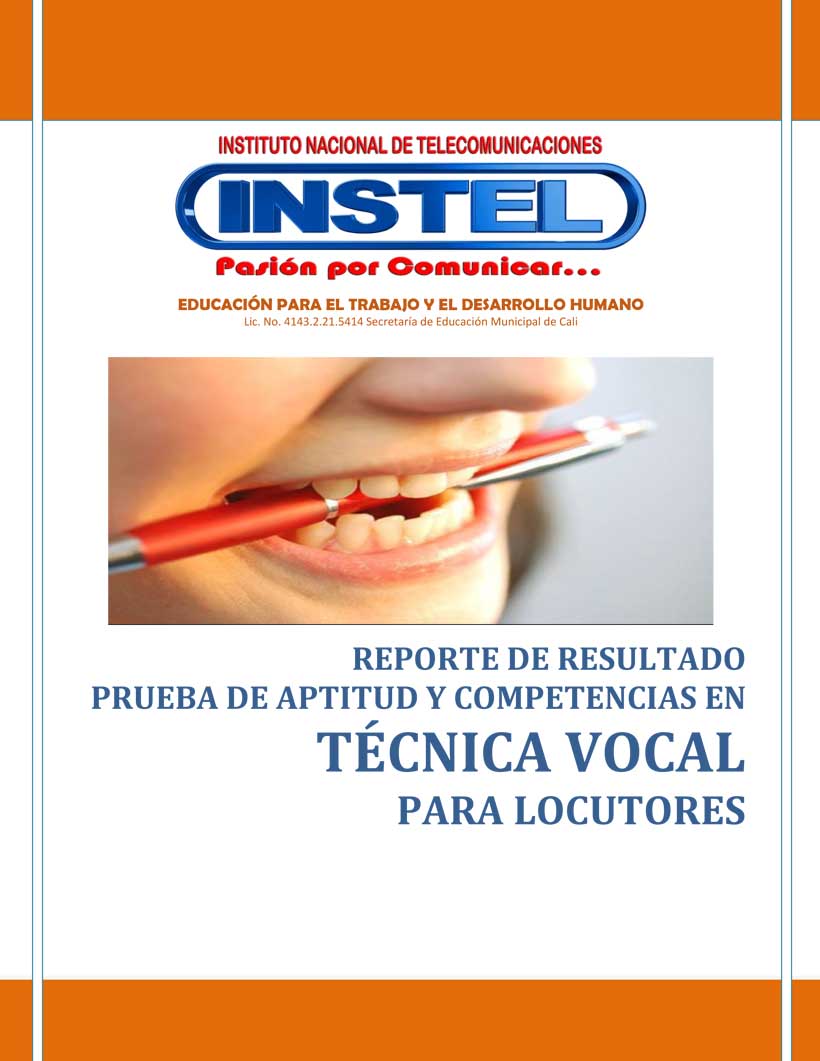 INSTITUTO NACIONAL DE TELECOMUNICACIONES
INSTEL
Pasión por Comunicar...
EDUCACIÓN PARA EL TRABAJO Y EL DESARROLLO HUMANO
Lic. No. 4143.2.21.5414 Secretaría de Educación Municipal de Cali
REPORTE DE RESULTADO
PRUEBA DE APTITUD Y COMPETENCIAS EN
TÉCNICA VOCAL
PARA LOCUTORES